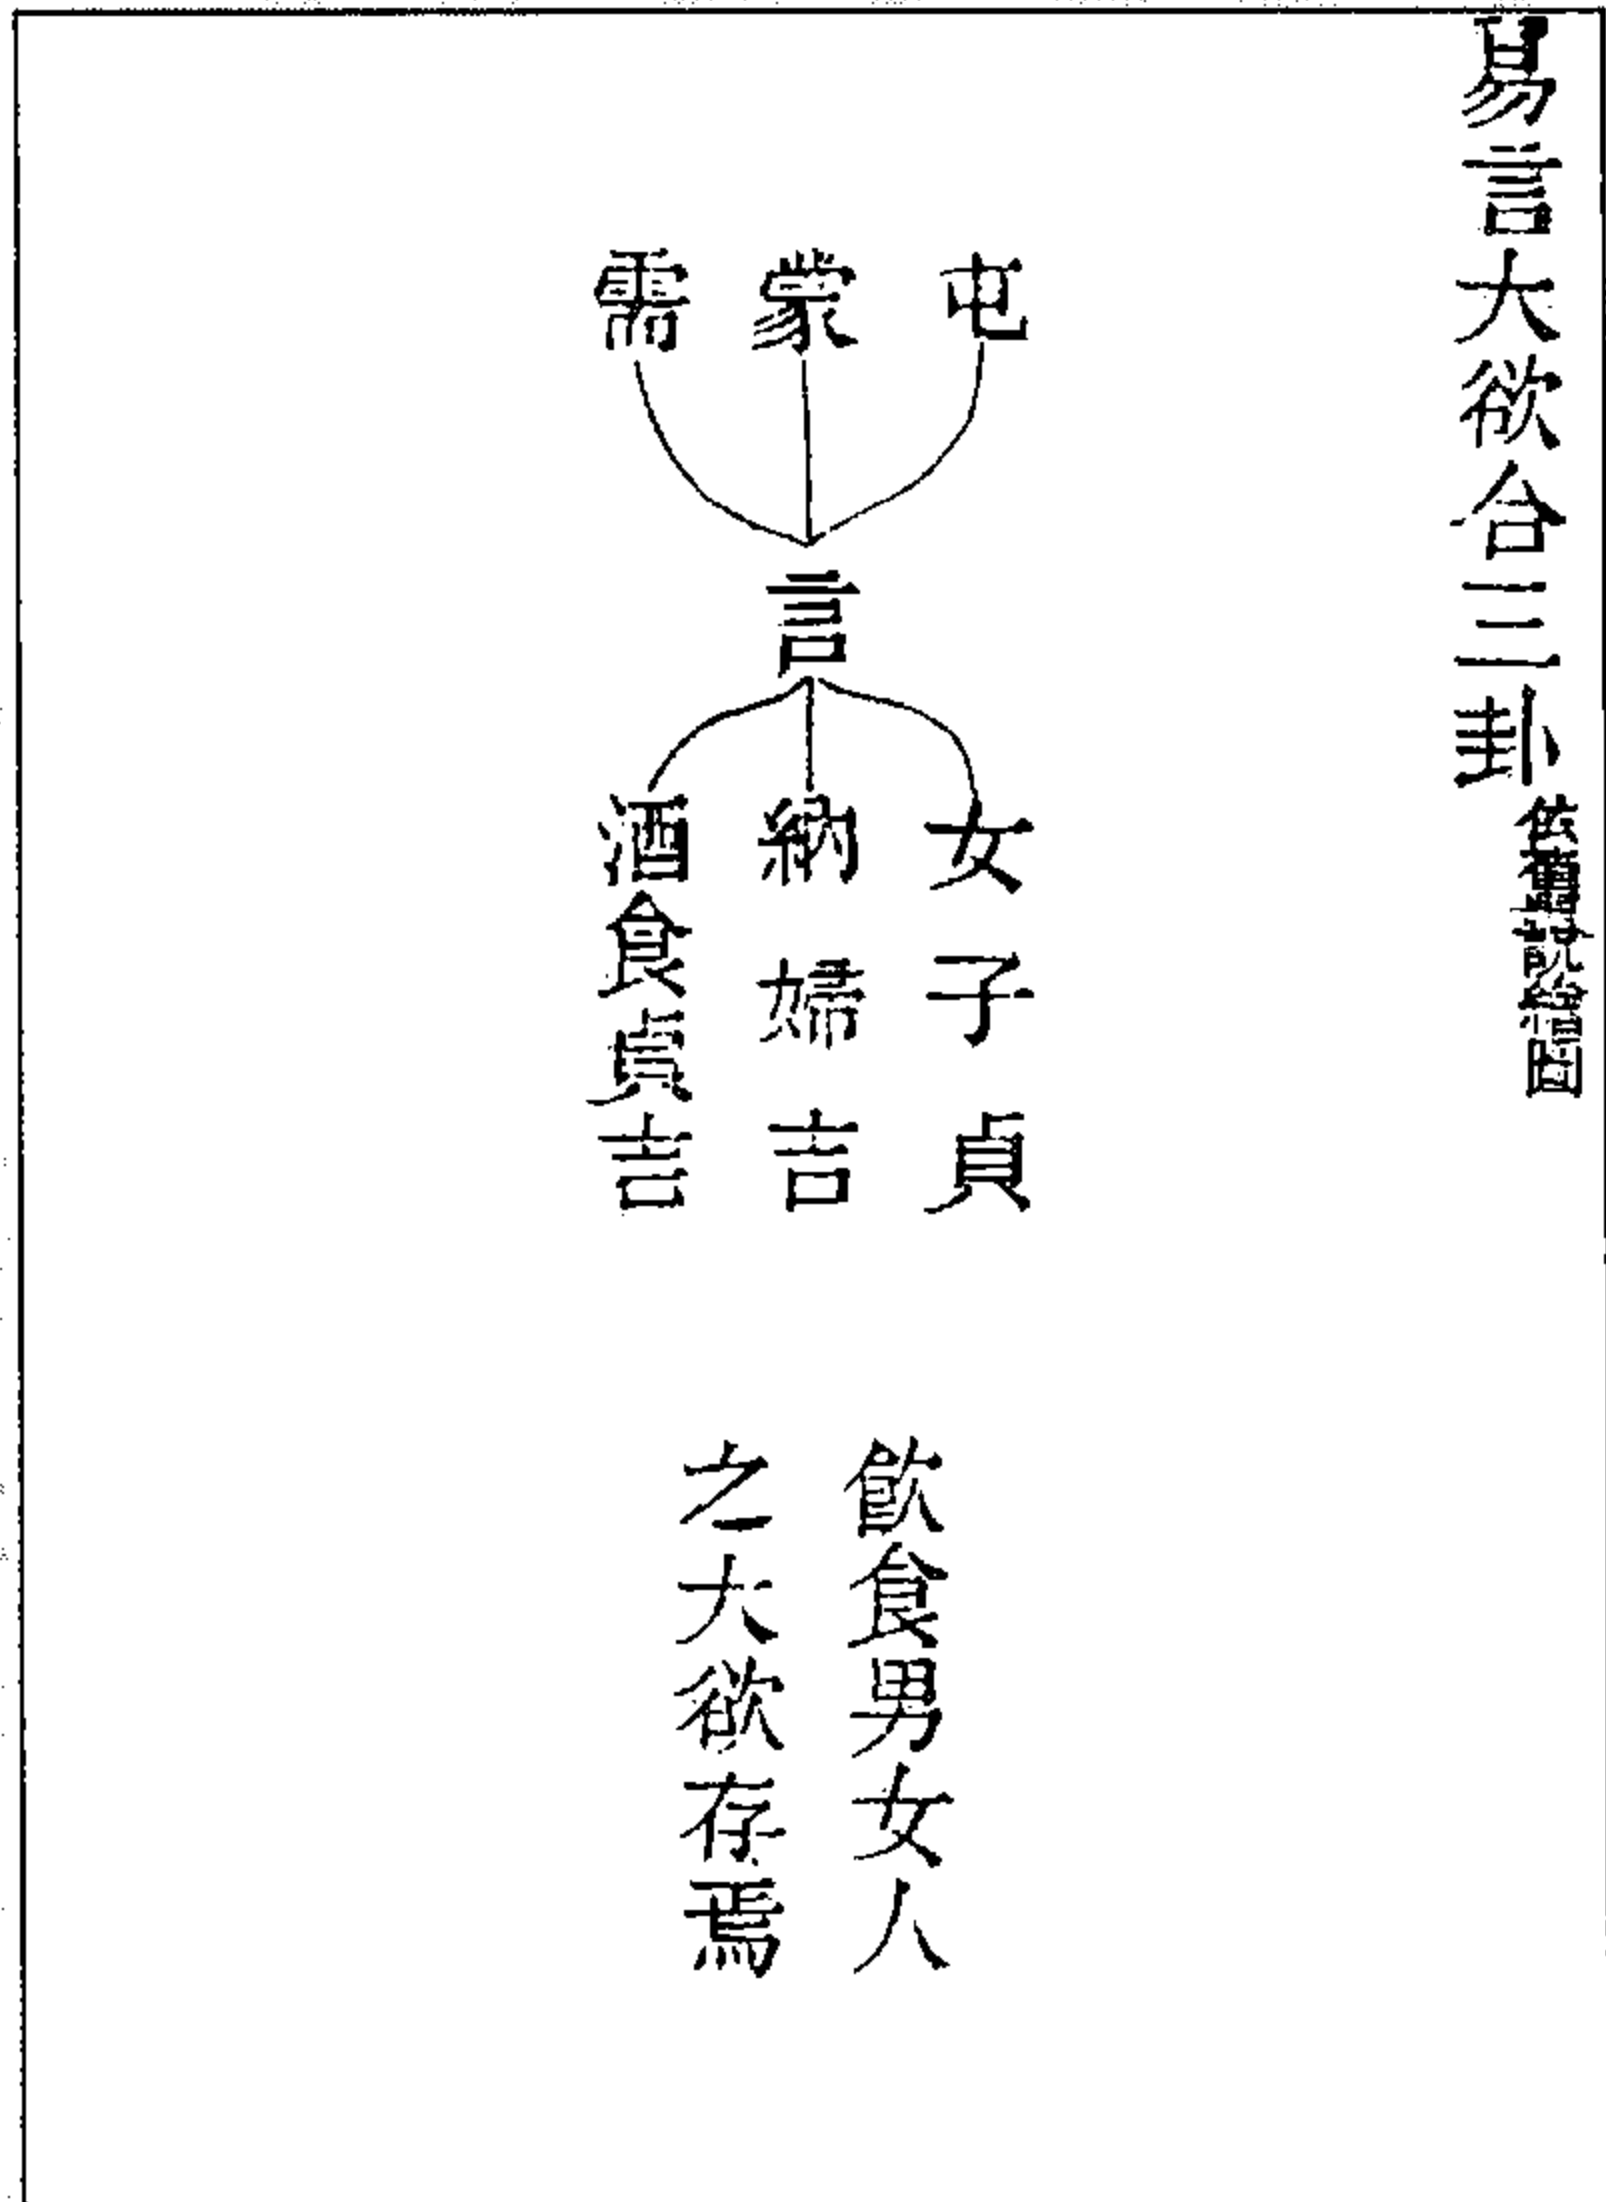 易言大欲合三卦
屯
蒙
需
言
女子貞
納婦吉
酒食貞吉
飲食男女人
之大欲存焉